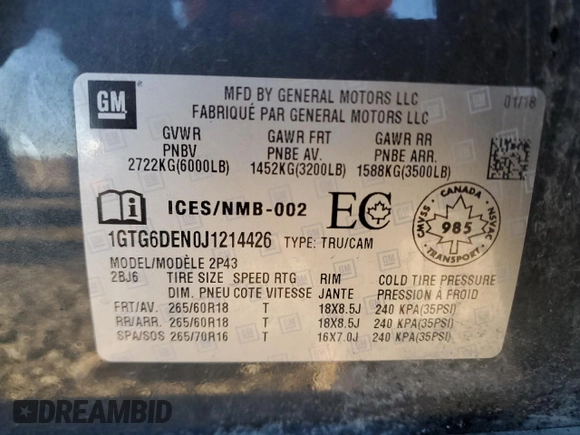 GM
MFD BY GENERAL MOTORS LLC
FABRIQUÉ PAR GENERAL MOTORS LLC
01/18
GVWR GAWR FRT GAWR RR
PNBV PNBE AV. PNBE ARR.
2722KG(6000LB) 1452KG(3200LB) 1588KG(3500LB)
ICES/NMB-002 EC
CANADA
CMVSS 985 NSVAC
TRANSPORT
1GTG6DEN0J1214426 TYPE: TRU/CAM
MODEL/MODÈLE 2P43
2BJ6 TIRE SIZE SPEED RTG RIM COLD TIRE PRESSURE
DIM. PNEU COTE VITESSE JANTE PRESSION À FROID
FRT/AV. 265/60R18 T 18X8.5J 240 KPA(35PSI)
RR/ARR. 265/60R18 T 18X8.5J 240 KPA(35PSI)
SPA/SOS 265/70R16 T 16X7.0J 240 KPA(35PSI)
DREAMBID